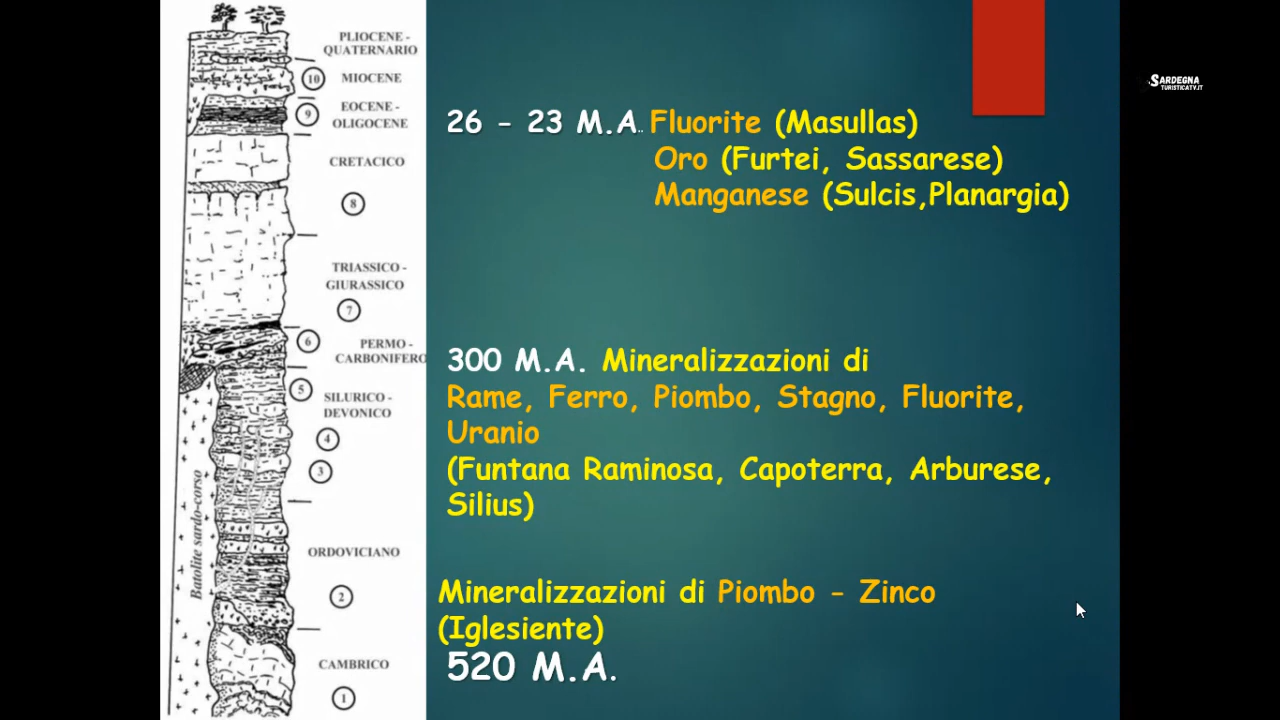 PLIOCENE -
QUATERNARIO
10 MIOCENE
9 EOCENE -
OLIGOCENE
CRETACICO
8
TRIASSICO -
GIURASSICO
7
6 PERMO -
CARBONIFERO
5 SILURICO -
DEVONICO
4
3
Batolite sardo-corso
ORDOVICIANO
2
CAMBRICO
1
26 - 23 M.A.. Fluorite (Masullas)
Oro (Furtei, Sassarese)
Manganese (Sulcis,Planargia)
300 M.A. Mineralizzazioni di
Rame, Ferro, Piombo, Stagno, Fluorite,
Uranio
(Funtana Raminosa, Capoterra, Arburese,
Silius)
Mineralizzazioni di Piombo - Zinco
(Iglesiente)
520 M.A.
SARDEGNA
TURISTICATV.IT